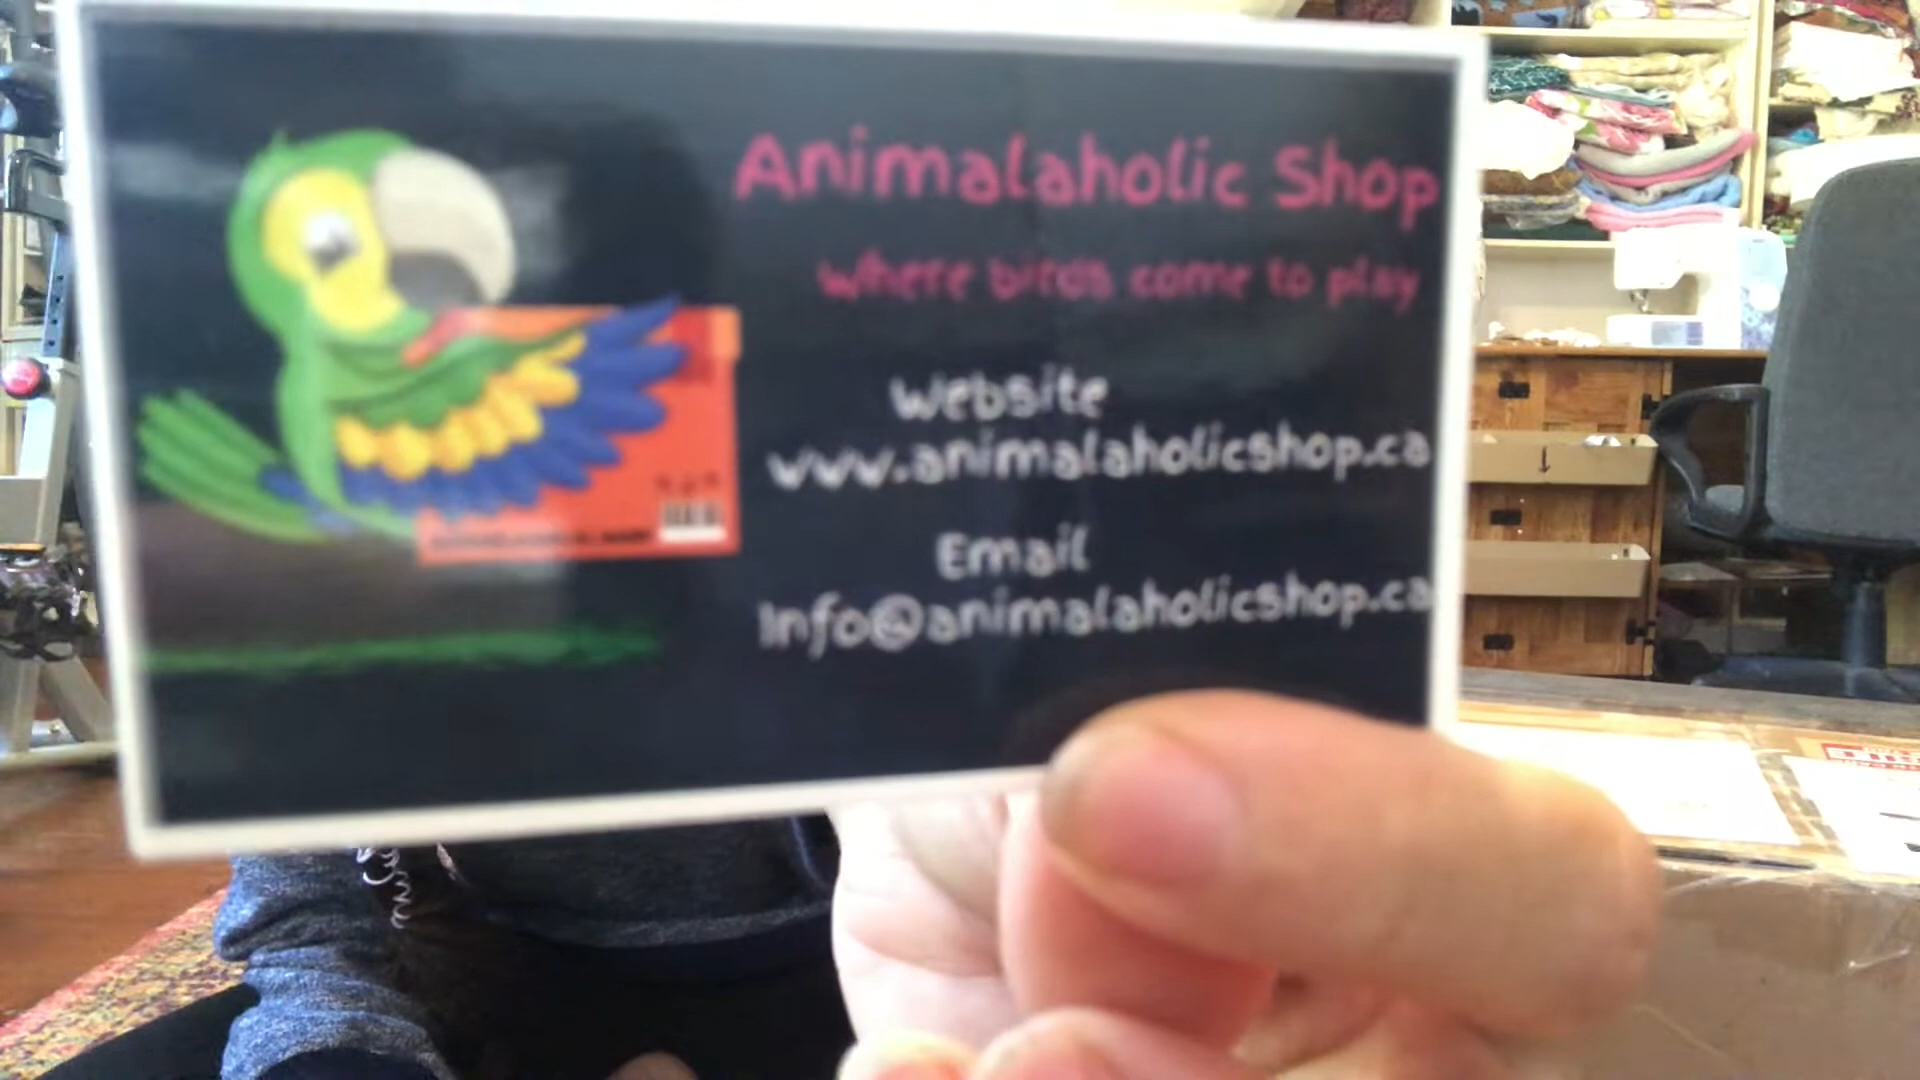 Animalaholic Shop
where birds come to play
Website
www.animalaholicshop.ca
Email
Info@animalaholicshop.ca